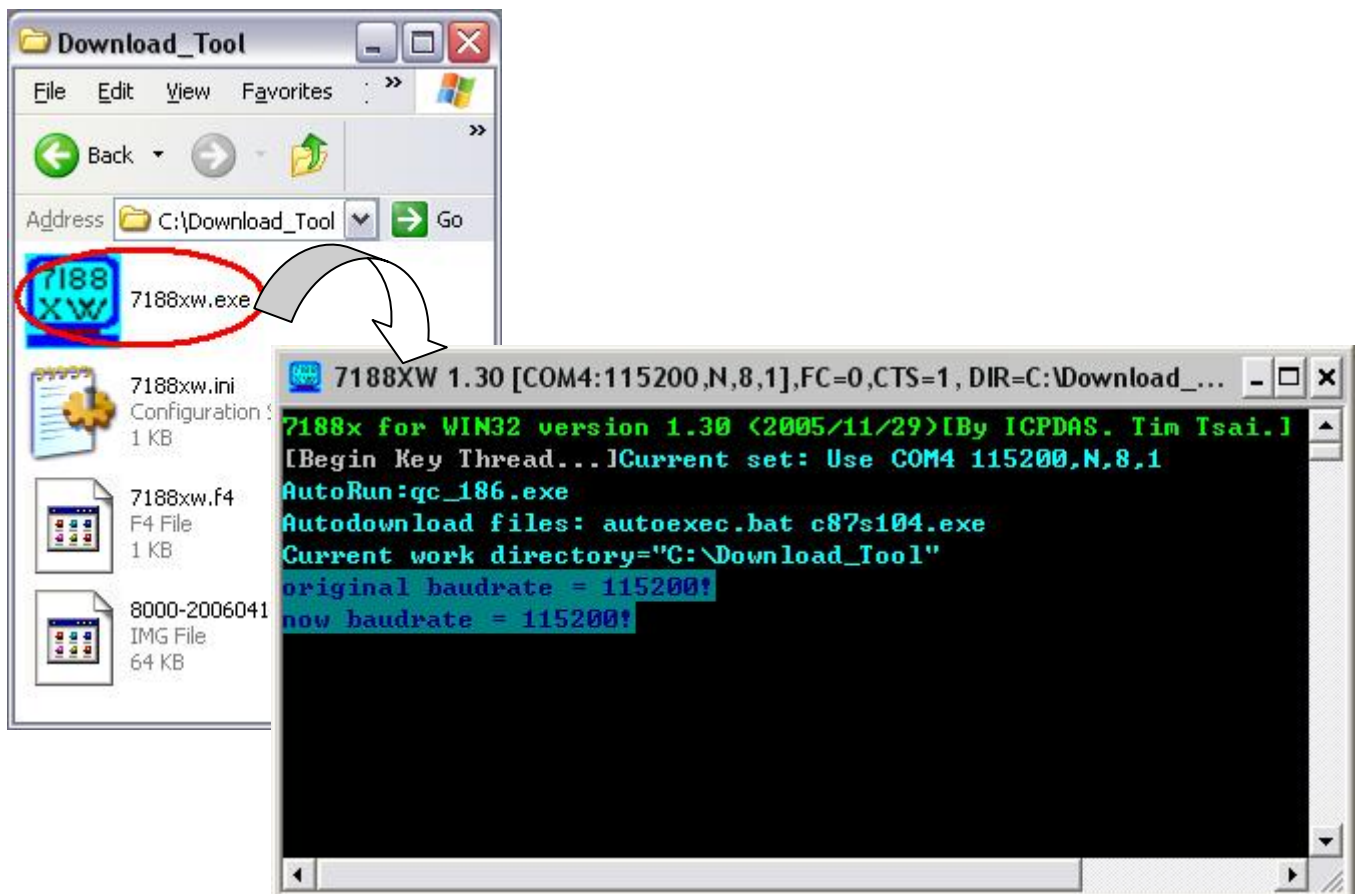 Download_Tool
File Edit View Favorites
Back
Address C:\Download_Tool Go
7188
XW
7188xw.exe
7188xw.ini
Configuration
1 KB
7188xw.f4
F4 File
1 KB
8000-2006041
IMG File
64 KB
7188XW 1.30 [COM4:115200,N,8,1],FC=0,CTS=1, DIR=C:\Download_...
7188x for WIN32 version 1.30 (2005/11/29)[By ICPDAS. Tim Tsai.]
[Begin Key Thread...]Current set: Use COM4 115200,N,8,1
AutoRun:qc_186.exe
Autodownload files: autoexec.bat c87s104.exe
Current work directory="C:\Download_Tool"
original baudrate = 115200!
now baudrate = 115200!